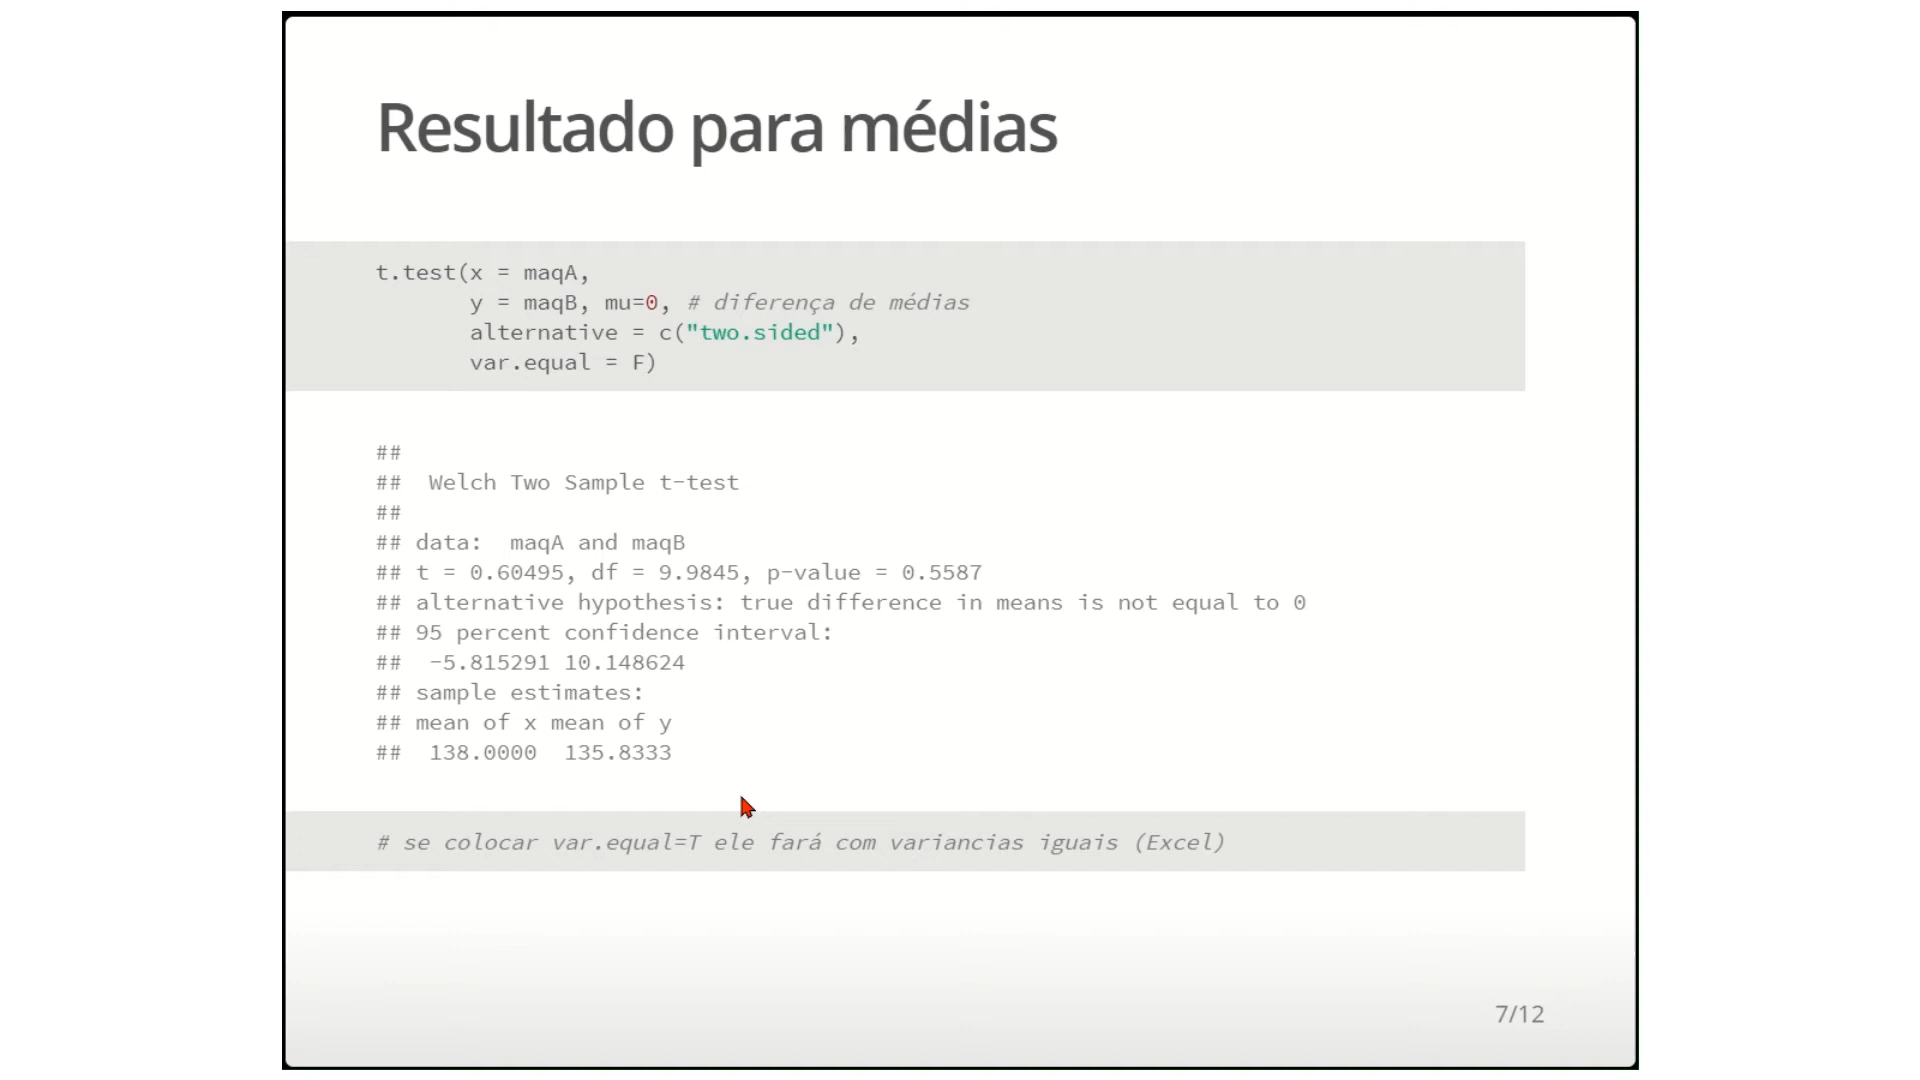 Resultado para médias
t.test(x = maqA,
y = maqB, mu=0, # diferença de médias
alternative = c("two.sided"),
var.equal = F)
##
##  Welch Two Sample t-test
##
## data:  maqA and maqB
## t = 0.60495, df = 9.9845, p-value = 0.5587
## alternative hypothesis: true difference in means is not equal to 0
## 95 percent confidence interval:
##  -5.815291 10.148624
## sample estimates:
## mean of x mean of y
##  138.0000  135.8333
# se colocar var.equal=T ele fará com variancias iguais (Excel)
7/12